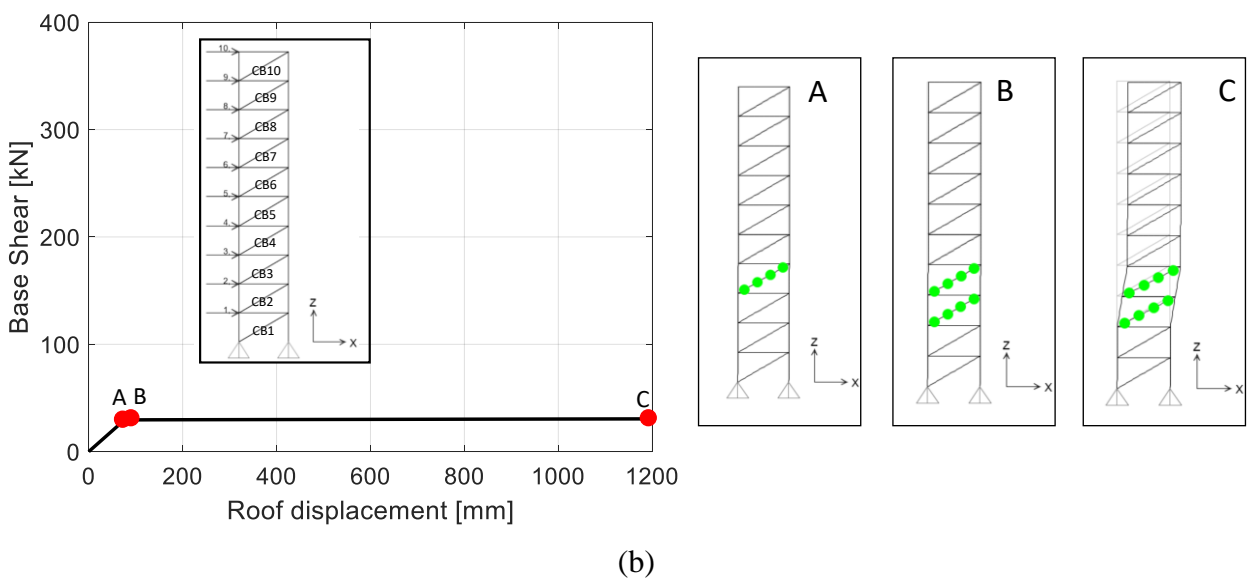 400
300
200
100
0
Base Shear [kN]
0 200 400 600 800 1000 1200
Roof displacement [mm]
A B
C
10
9
8
7
6
5
4
3
2
1
CB10
CB9
CB8
CB7
CB6
CB5
CB4
CB3
CB2
CB1
z
x
A
z
x
B
z
x
C
z
x
(b)